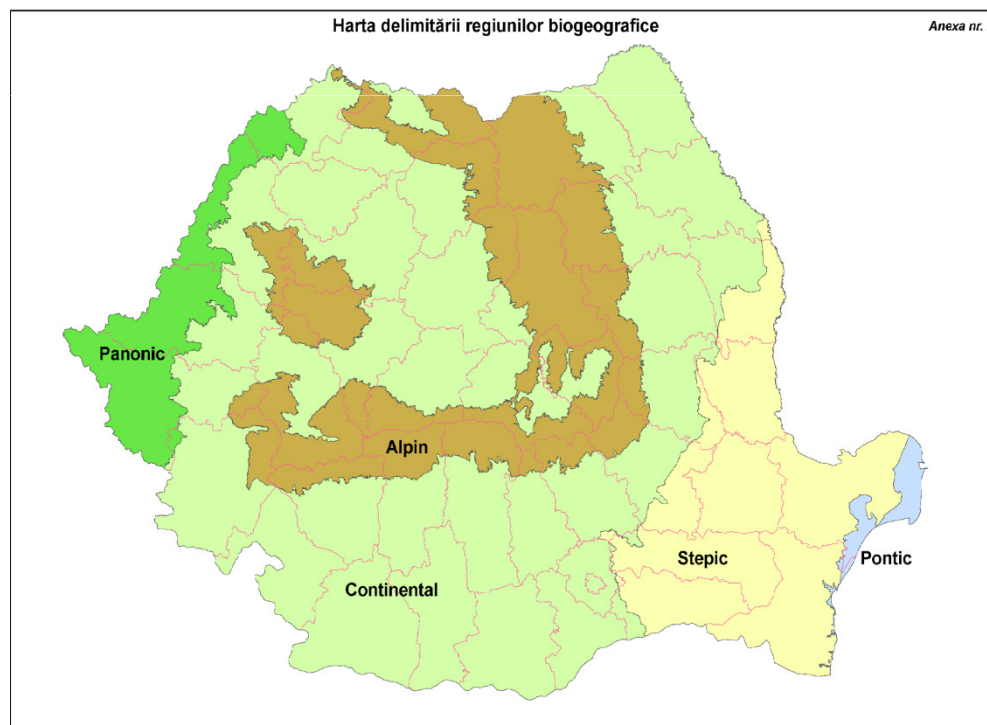 Harta delimitării regiunilor biogeografice
Anexa nr.
Panonic
Alpin
Stepic
Pontic
Continental